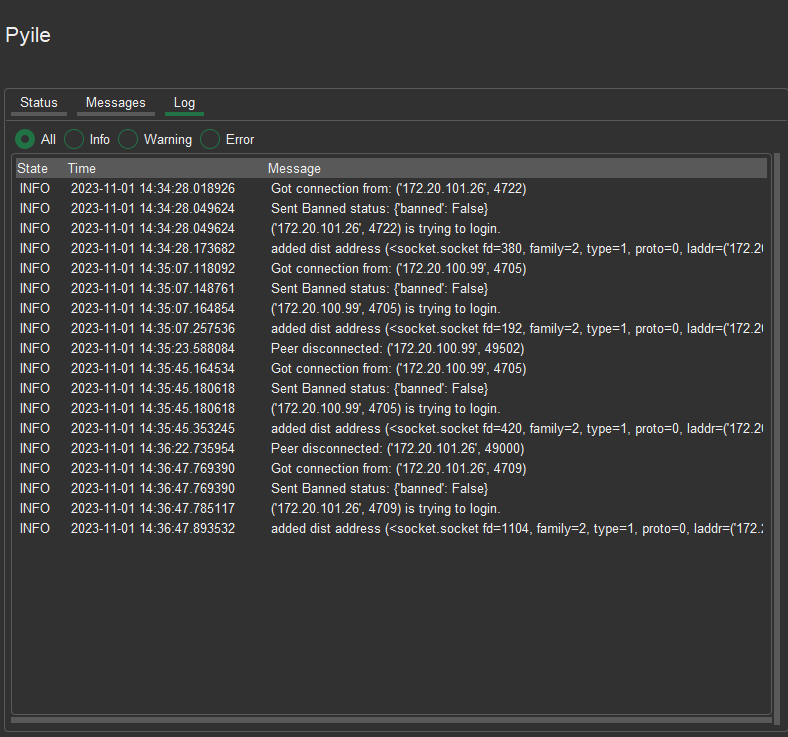 Pyile
Status Messages Log
All Info Warning Error
State Time Message
INFO 2023-11-01 14:34:28.018926 Got connection from: ('172.20.101.26', 4722)
INFO 2023-11-01 14:34:28.049624 Sent Banned status: {'banned': False}
INFO 2023-11-01 14:34:28.049624 ('172.20.101.26', 4722) is trying to login.
INFO 2023-11-01 14:34:28.173682 added dist address (<socket.socket fd=380, family=2, type=1, proto=0, laddr=('172.20
INFO 2023-11-01 14:35:07.118092 Got connection from: ('172.20.100.99', 4705)
INFO 2023-11-01 14:35:07.148761 Sent Banned status: {'banned': False}
INFO 2023-11-01 14:35:07.164854 ('172.20.100.99', 4705) is trying to login.
INFO 2023-11-01 14:35:07.257536 added dist address (<socket.socket fd=192, family=2, type=1, proto=0, laddr=('172.20
INFO 2023-11-01 14:35:23.588084 Peer disconnected: ('172.20.100.99', 49502)
INFO 2023-11-01 14:35:45.164534 Got connection from: ('172.20.100.99', 4705)
INFO 2023-11-01 14:35:45.180618 Sent Banned status: {'banned': False}
INFO 2023-11-01 14:35:45.180618 ('172.20.100.99', 4705) is trying to login.
INFO 2023-11-01 14:35:45.353245 added dist address (<socket.socket fd=420, family=2, type=1, proto=0, laddr=('172.20
INFO 2023-11-01 14:36:22.735954 Peer disconnected: ('172.20.101.26', 49000)
INFO 2023-11-01 14:36:47.769390 Got connection from: ('172.20.101.26', 4709)
INFO 2023-11-01 14:36:47.769390 Sent Banned status: {'banned': False}
INFO 2023-11-01 14:36:47.785117 ('172.20.101.26', 4709) is trying to login.
INFO 2023-11-01 14:36:47.893532 added dist address (<socket.socket fd=1104, family=2, type=1, proto=0, laddr=('172.2